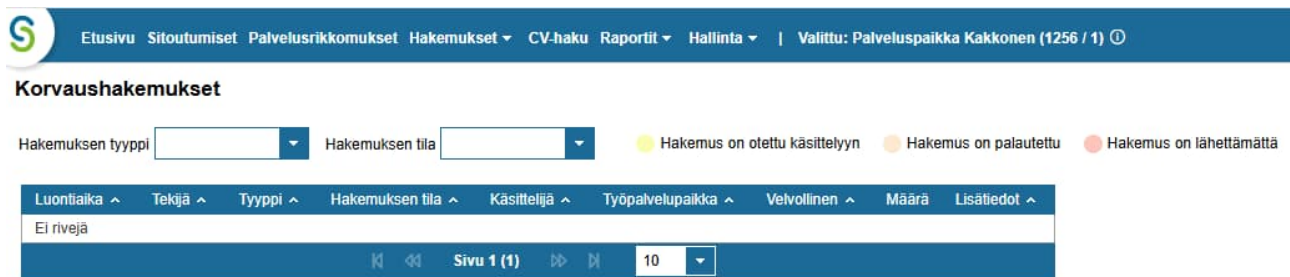 Etusivu Sitoutumiset Palvelusrikkomukset Hakemukset CV-haku Raportit Hallinta | Valittu: Palveluspaikka Kakkonen (1256 / 1)
Korvaushakemukset
Hakemuksen tyyppi Hakemuksen tila Hakemus on otettu käsittelyyn Hakemus on palautettu Hakemus on lähettämättä
Luontiaika Tekijä Tyyppi Hakemuksen tila Käsittelijä Työpalvelupaikka Velvollinen Määrä Lisätiedot
Ei rivejä
Sivu 1 (1) 10